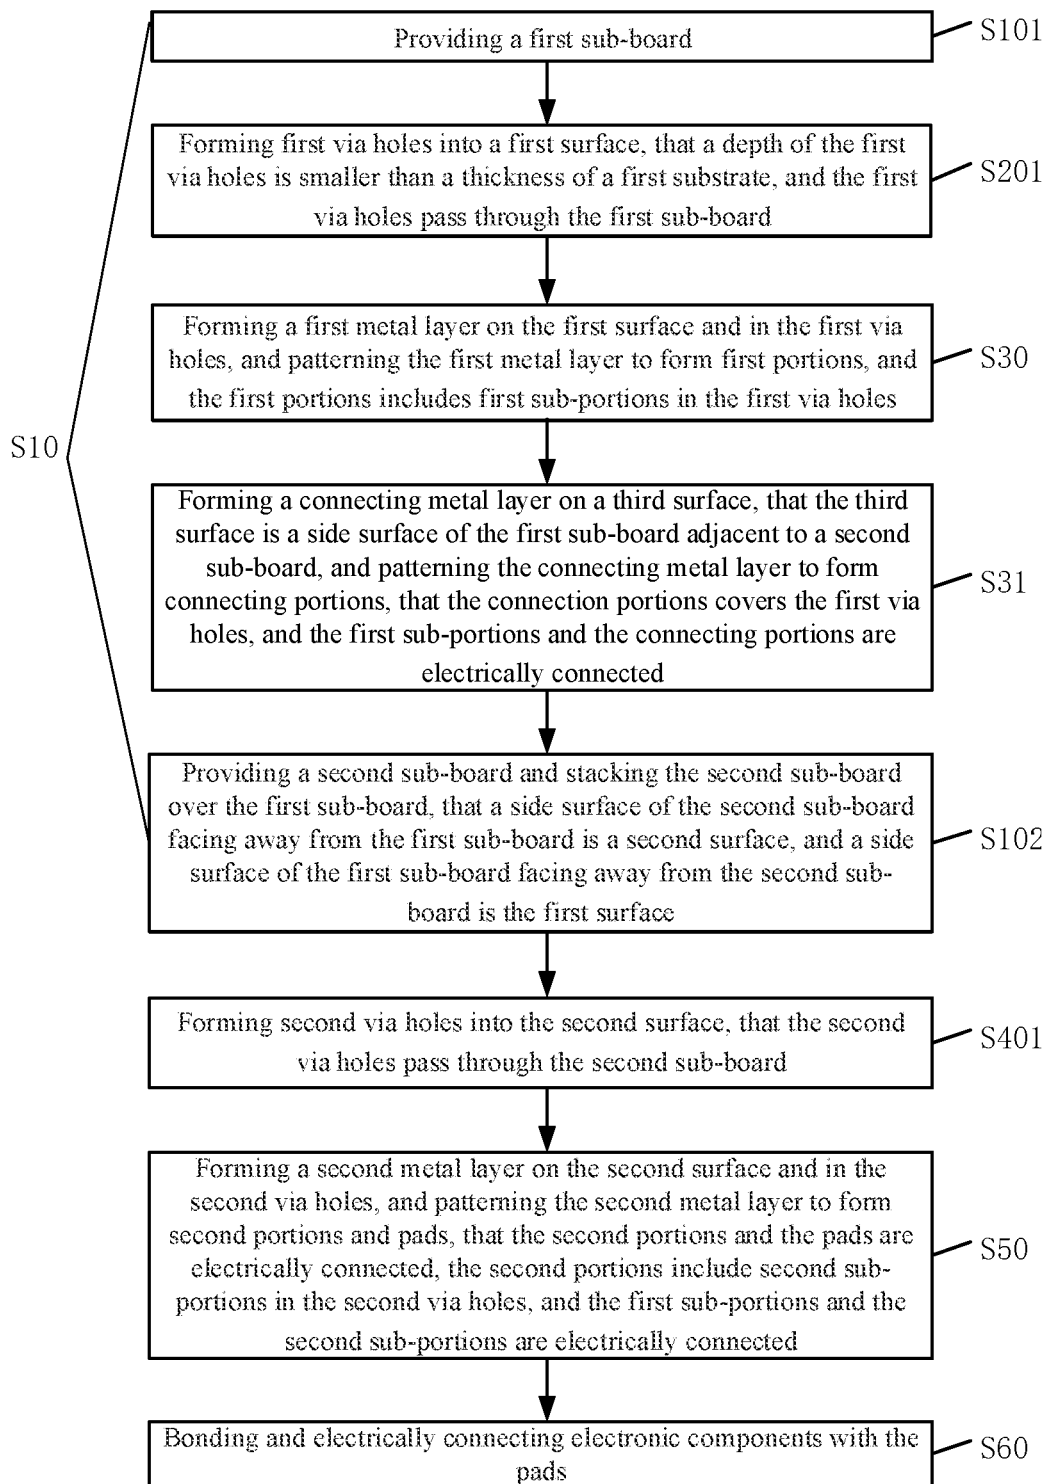 Providing a first sub-board
S101
Forming first via holes into a first surface, that a depth of the first
via holes is smaller than a thickness of a first substrate, and the first
via holes pass through the first sub-board
S201
Forming a first metal layer on the first surface and in the first via
holes, and patterning the first metal layer to form first portions, and
the first portions includes first sub-portions in the first via holes
S30
S10
Forming a connecting metal layer on a third surface, that the third
surface is a side surface of the first sub-board adjacent to a second
sub-board, and patterning the connecting metal layer to form
connecting portions, that the connection portions covers the first via
holes, and the first sub-portions and the connecting portions are
electrically connected
S31
Providing a second sub-board and stacking the second sub-board
over the first sub-board, that a side surface of the second sub-board
facing away from the first sub-board is a second surface, and a side
surface of the first sub-board facing away from the second sub-
board is the first surface
S102
Forming second via holes into the second surface, that the second
via holes pass through the second sub-board
S401
Forming a second metal layer on the second surface and in the
second via holes, and patterning the second metal layer to form
second portions and pads, that the second portions and the pads are
electrically connected, the second portions include second sub-
portions in the second via holes, and the first sub-portions and the
second sub-portions are electrically connected
S50
Bonding and electrically connecting electronic components with the
pads
S60